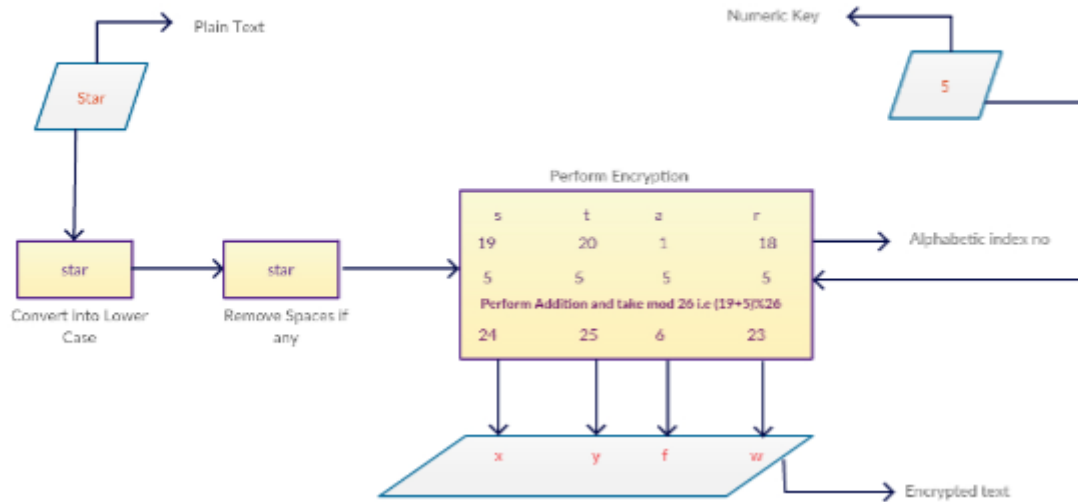 Plain Text
Numeric Key
Star
5
Perform Encryption
s t a r
19 20 1 18
Alphabetic index no
star
star
5 5 5 5
Convert Into Lower
Case
Remove Spaces if
any
Perform Addition and take mod 26 i.e (19+5)%26
24 25 6 23
x y f w
Encrypted text